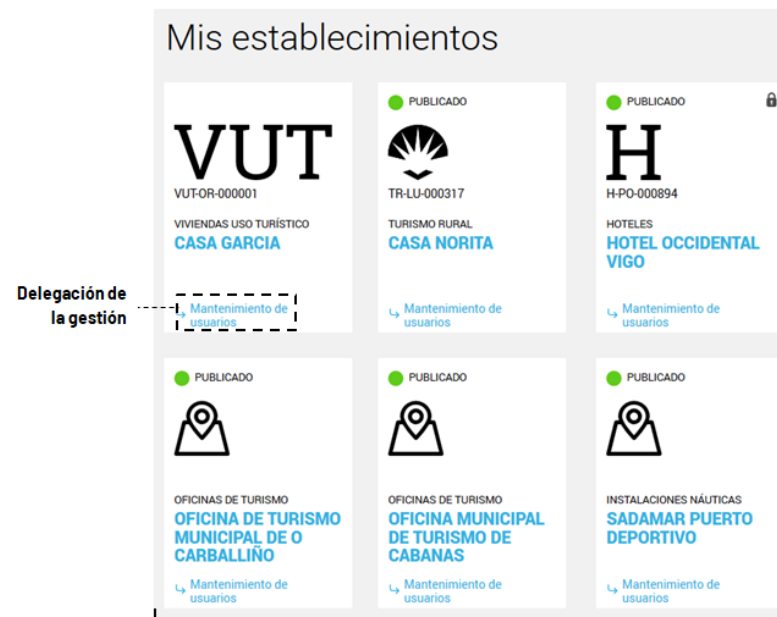 Mis establecimientos
VUT
VUT-OR-000001
VIVIENDAS USO TURÍSTICO
CASA GARCIA
Mantenimiento de
usuarios
PUBLICADO
TR-LU-000317
TURISMO RURAL
CASA NORITA
Mantenimiento de
usuarios
PUBLICADO
H
H-PO-000894
HOTELES
HOTEL OCCIDENTAL
VIGO
Mantenimiento de
usuarios
Delegación de
la gestión
PUBLICADO
OFICINAS DE TURISMO
OFICINA DE TURISMO
MUNICIPAL DE O
CARBALLIÑO
Mantenimiento de
usuarios
PUBLICADO
OFICINAS DE TURISMO
OFICINA MUNICIPAL
DE TURISMO DE
CABANAS
Mantenimiento de
usuarios
PUBLICADO
INSTALACIONES NÁUTICAS
SADAMAR PUERTO
DEPORTIVO
Mantenimiento de
usuarios